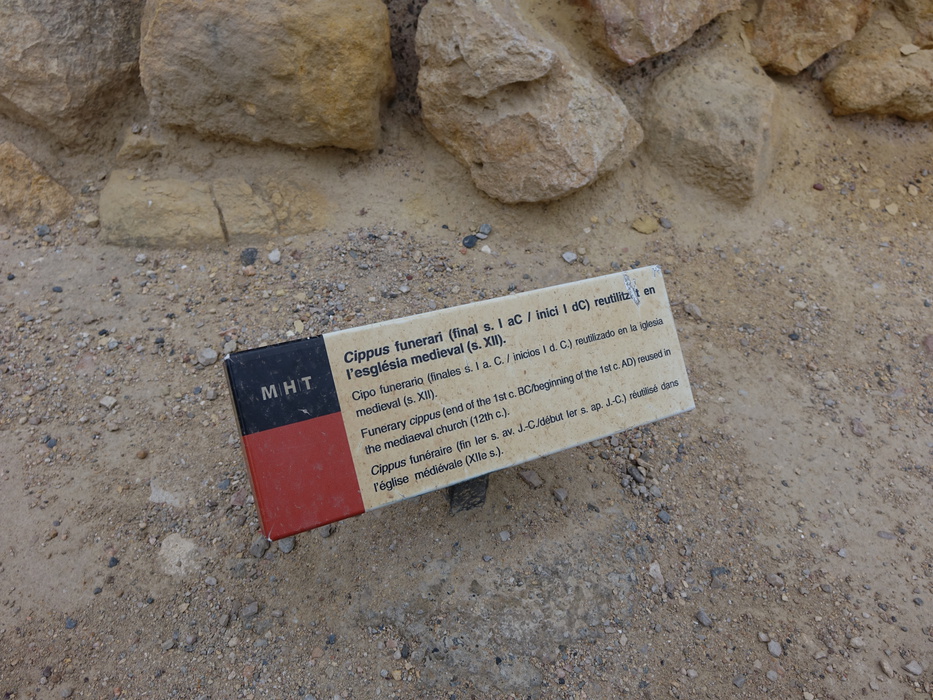 MHT
Cippus funerari (final s. I aC / inici I dC) reutilitzat en
l'església medieval (s. XII).
Cipo funerario (finales s. I a. C. / inicios I d. C.) reutilizado en la iglesia
medieval (s. XII).
Funerary cippus (end of the 1st c. BC/beginning of the 1st c. AD) reused in
the mediaeval church (12th c.).
Cippus funéraire (fin Ier s. av. J.-C./début Ier s. ap. J.-C.) réutilisé dans
l'église médiévale (XIIe s.).